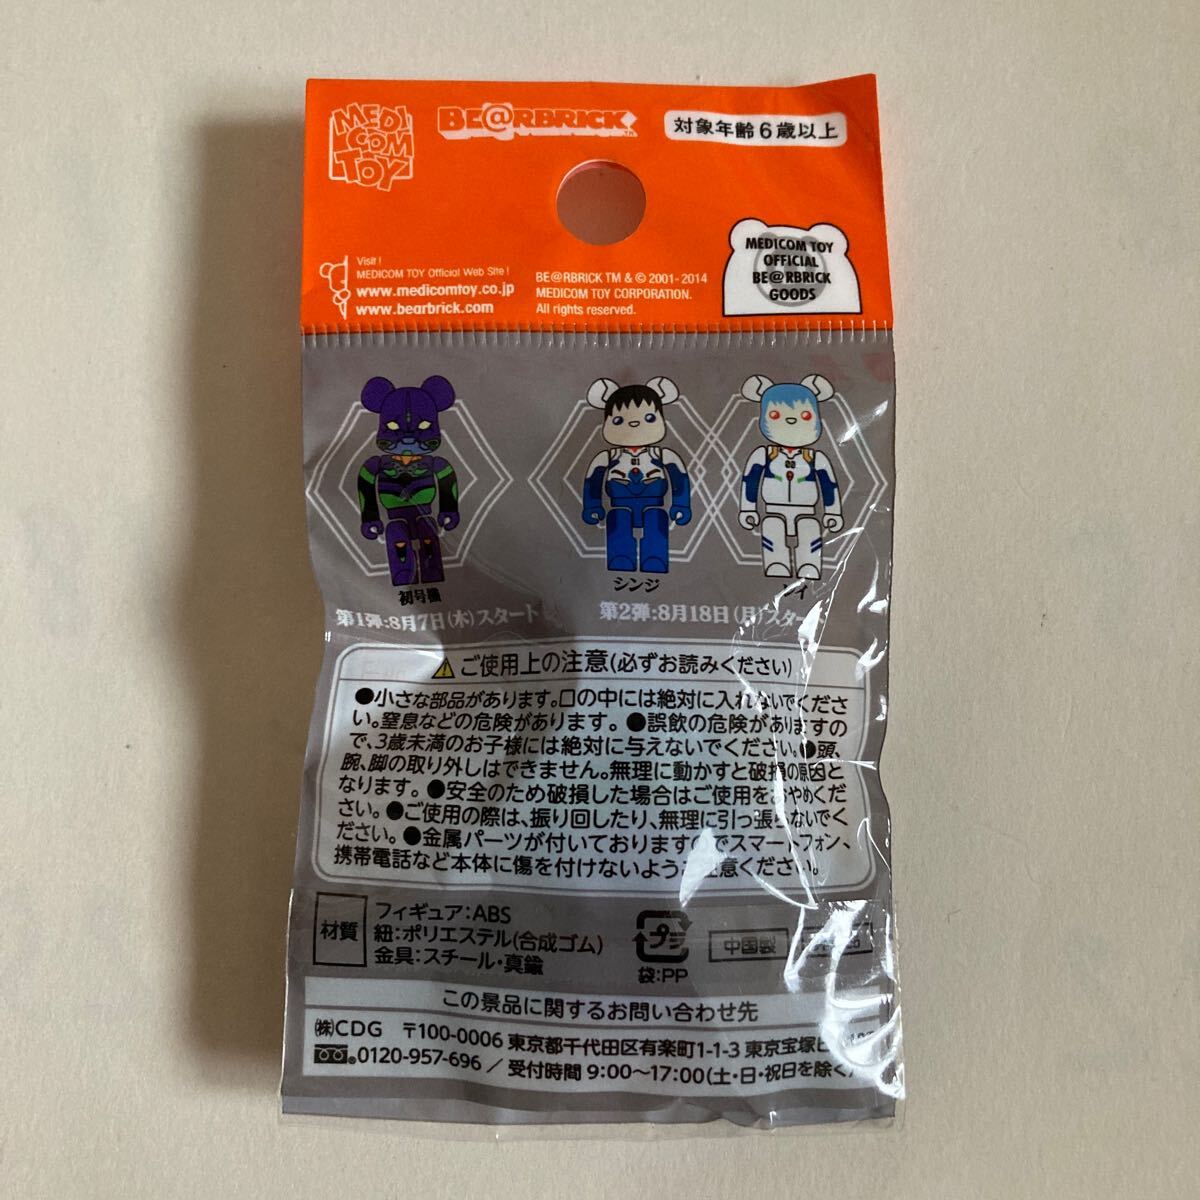 MEDI
COM
TOY
BE@RBRICK
TM
対象年齢6歳以上
Visit!
MEDICOM TOY Official Web Site!
www.medicomtoy.co.jp
www.bearbrick.com
BE@RBRICK TM & © 2001-2014
MEDICOM TOY CORPORATION.
All rights reserved.
MEDICOM TOY
OFFICIAL
BE@RBRICK
GOODS
01
00
初号機
シンジ
レイ
第1弾:8月7日(木)スタート
第2弾:8月18日(月)スタート
ご使用上の注意(必ずお読みください)
●小さな部品があります。口の中には絶対に入れないでくださ
い。窒息などの危険があります。●誤飲の危険がありますの
で、3歳未満のお子様には絶対に与えないでください。●頭、
腕、脚の取り外しはできません。無理に動かすと破損の原因と
なります。●安全のため破損した場合はご使用をおやめくだ
さい。●ご使用の際は、振り回したり、無理に引っ張らないでく
ださい。●金属パーツが付いておりますのでスマートフォン、
携帯電話など本体に傷を付けないようご注意ください。
材質
フィギュア:ABS
紐:ポリエステル(合成ゴム)
金具:スチール・真鍮
プラ
袋:PP
中国製
非売品
この景品に関するお問い合わせ先
㈱CDG 〒100-0006 東京都千代田区有楽町1-1-3 東京宝塚ビ
0120-957-696 / 受付時間 9:00〜17:00(土・日・祝日を除く)